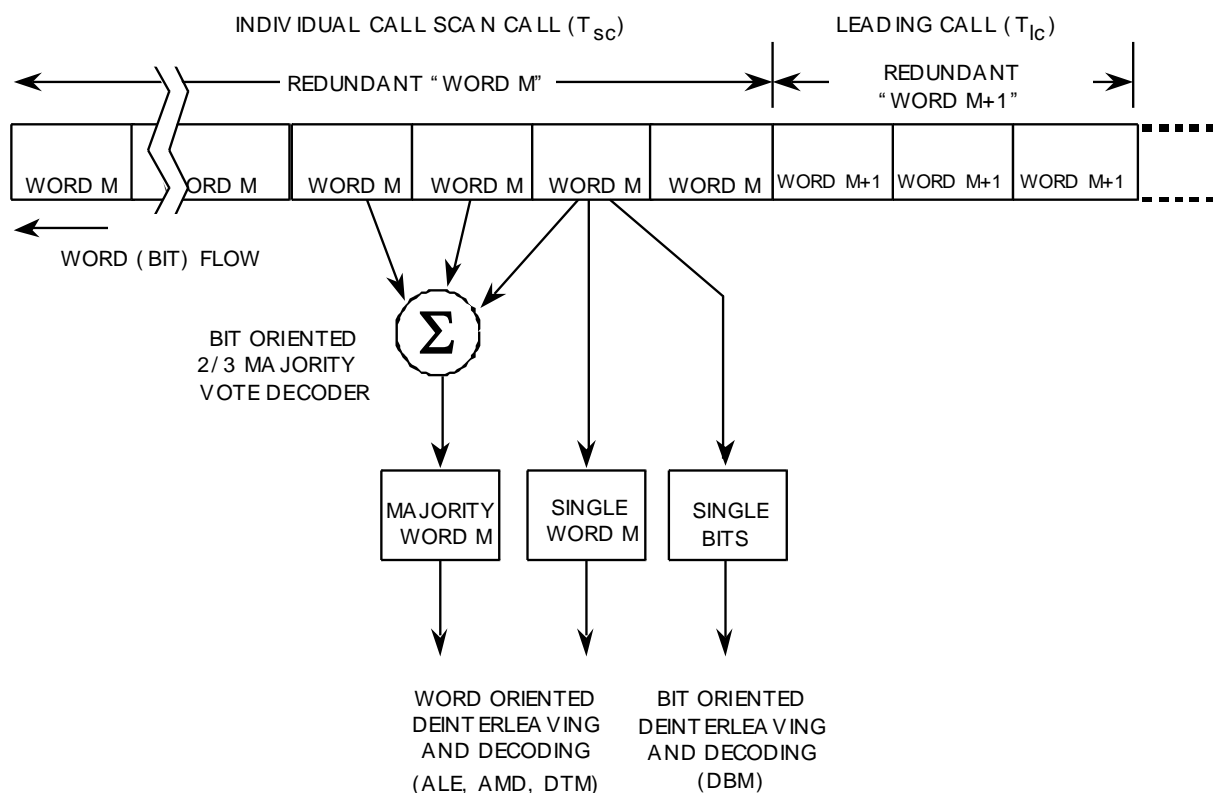 INDIVIDUAL CALL SCAN CALL (Tsc)
LEADING CALL (Tlc)
REDUNDANT "WORD M"
REDUNDANT
"WORD M+1"
WORD M
ORD M
WORD M
WORD M
WORD M
WORD M
WORD M+1
WORD M+1
WORD M+1
WORD (BIT) FLOW
BIT ORIENTED
2/3 MAJORITY
VOTE DECODER
Σ
MAJORITY
WORD M
SINGLE
WORD M
SINGLE
BITS
WORD ORIENTED
DEINTERLEAVING
AND DECODING
(ALE, AMD, DTM)
BIT ORIENTED
DEINTERLEAVING
AND DECODING
(DBM)